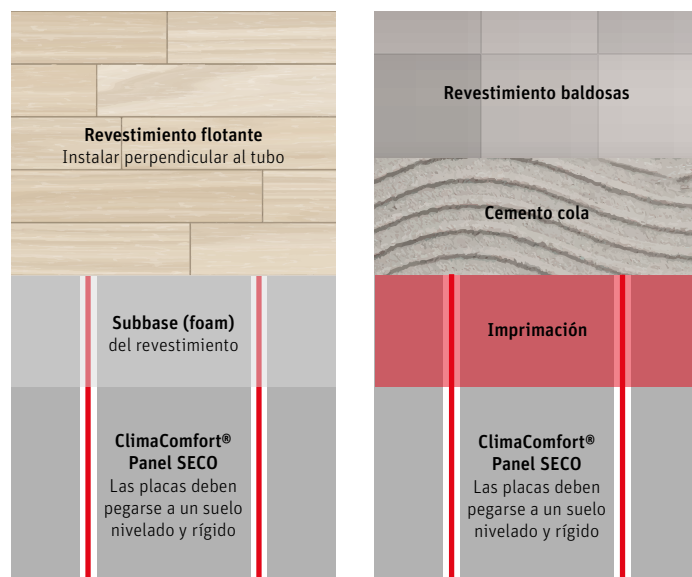 Revestimiento flotante
Instalar perpendicular al tubo
Subbase (foam)
del revestimiento
ClimaComfort®
Panel SECO
Las placas deben
pegarse a un suelo
nivelado y rígido
Revestimiento baldosas
Cemento cola
Imprimación
ClimaComfort®
Panel SECO
Las placas deben
pegarse a un suelo
nivelado y rígido